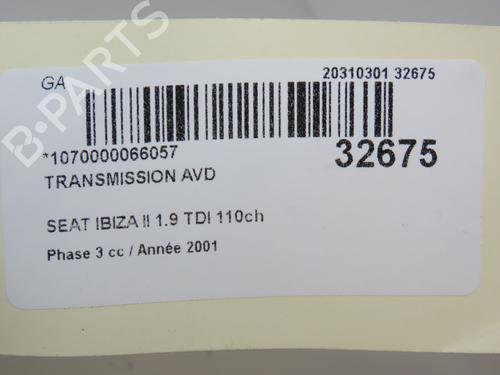 GA
20310301 32675
*1070000066057
32675
TRANSMISSION AVD
SEAT IBIZA II 1.9 TDI 110ch
Phase 3 cc / Année 2001
B-PARTS